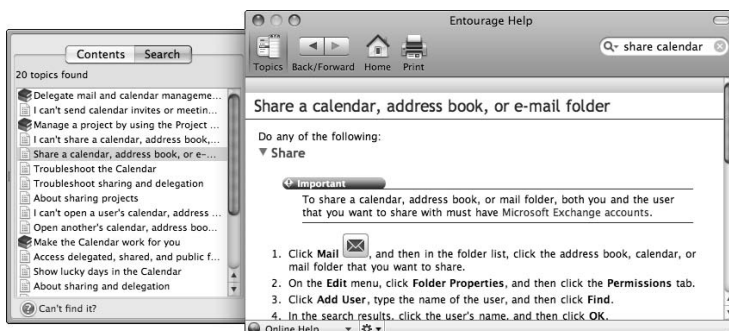 Contents Search
20 topics found
Delegate mail and calendar manageme...
I can't send calendar invites or meetin...
Manage a project by using the Project ...
I can't share a calendar, address book,...
Share a calendar, address book, or e-...
Troubleshoot the Calendar
Troubleshoot sharing and delegation
About sharing projects
I can't open a user's calendar, address ...
Open another's calendar, address boo...
Make the Calendar work for you
Access delegated, shared, and public f...
Show lucky days in the Calendar
About sharing and delegation
Can't find it?
Entourage Help
Topics Back/Forward Home Print
share calendar
Share a calendar, address book, or e-mail folder
Do any of the following:
Share
Important
To share a calendar, address book, or mail folder, both you and the user
that you want to share with must have Microsoft Exchange accounts.
1. Click Mail , and then in the folder list, click the address book, calendar, or
mail folder that you want to share.
2. On the Edit menu, click Folder Properties, and then click the Permissions tab.
3. Click Add User, type the name of the user, and then click Find.
4. In the search results, click the user's name, and then click OK.
Online Help